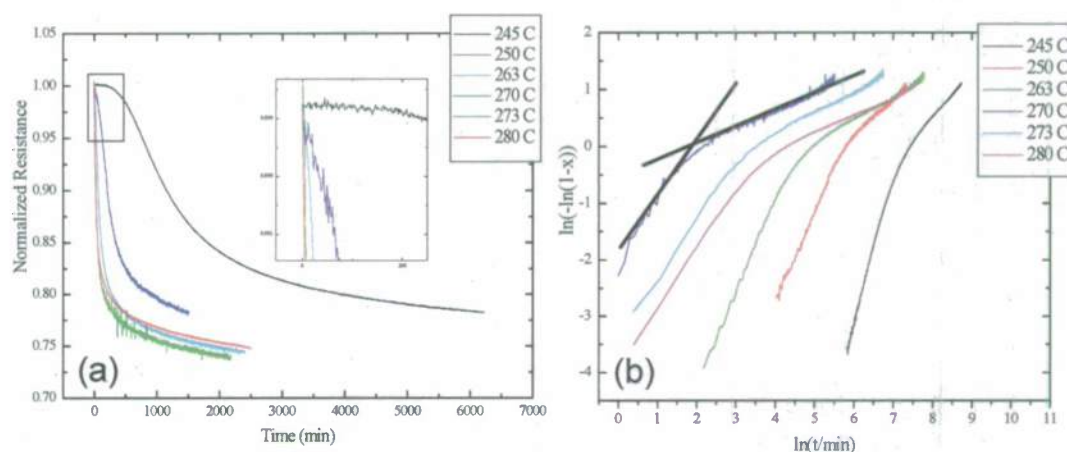 1.05
1.00
0.95
0.90
0.85
0.80
0.75
0.70
Normalized Resistance
0 1000 2000 3000 4000 5000 6000 7000
Time (min)
(a)
245 C
250 C
263 C
270 C
273 C
280 C
2
1
0
-1
-2
-3
-4
ln(-ln(1-x))
0 1 2 3 4 5 6 7 8 9 10 11
ln(t/min)
(b)
245 C
250 C
263 C
270 C
273 C
280 C